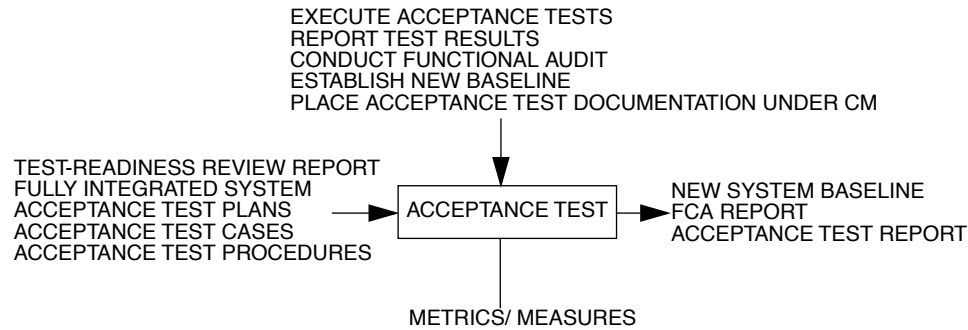 EXECUTE ACCEPTANCE TESTS
REPORT TEST RESULTS
CONDUCT FUNCTIONAL AUDIT
ESTABLISH NEW BASELINE
PLACE ACCEPTANCE TEST DOCUMENTATION UNDER CM
TEST-READINESS REVIEW REPORT
FULLY INTEGRATED SYSTEM
ACCEPTANCE TEST PLANS
ACCEPTANCE TEST CASES
ACCEPTANCE TEST PROCEDURES
ACCEPTANCE TEST
NEW SYSTEM BASELINE
FCA REPORT
ACCEPTANCE TEST REPORT
METRICS/ MEASURES